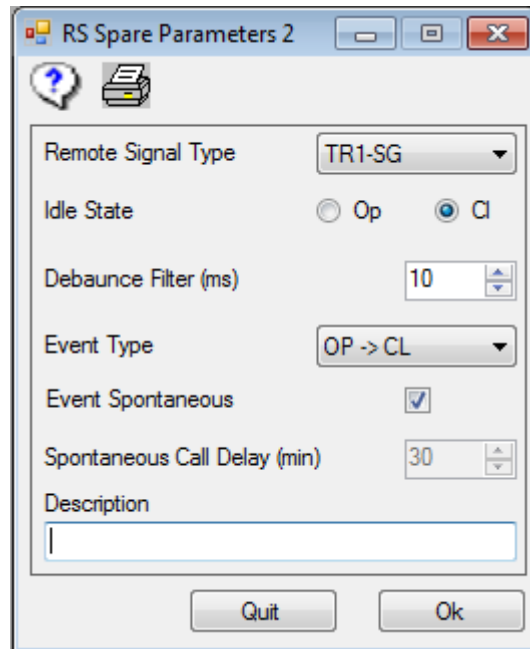 RS Spare Parameters 2
?
Remote Signal Type TR1-SG
Idle State Op Cl
Debaunce Filter (ms) 10
Event Type OP -> CL
Event Spontaneous
Spontaneous Call Delay (min) 30
Description
Quit Ok